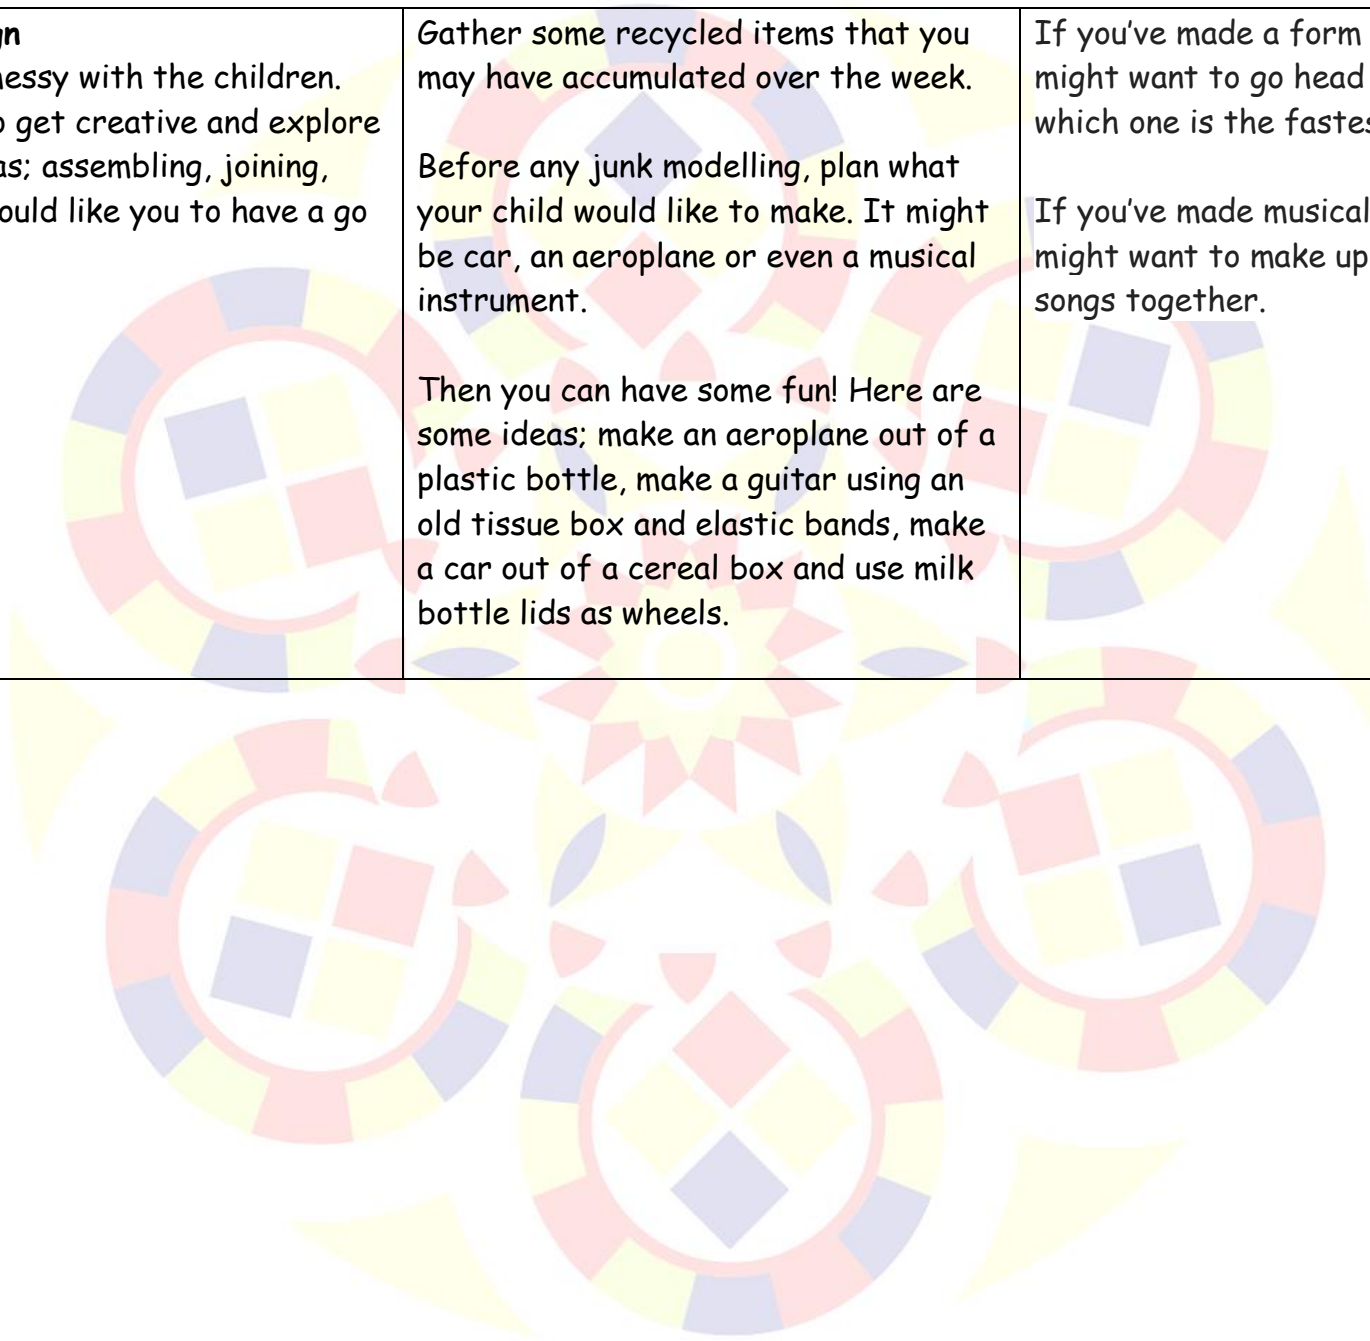 gn
nessy with the children.
o get creative and explore
as; assembling, joining,
ould like you to have a go
Gather some recycled items that you
may have accumulated over the week.
Before any junk modelling, plan what
your child would like to make. It might
be car, an aeroplane or even a musical
instrument.
Then you can have some fun! Here are
some ideas; make an aeroplane out of a
plastic bottle, make a guitar using an
old tissue box and elastic bands, make
a car out of a cereal box and use milk
bottle lids as wheels.
If you've made a form
might want to go head
which one is the fastes
If you've made musical
might want to make up
songs together.